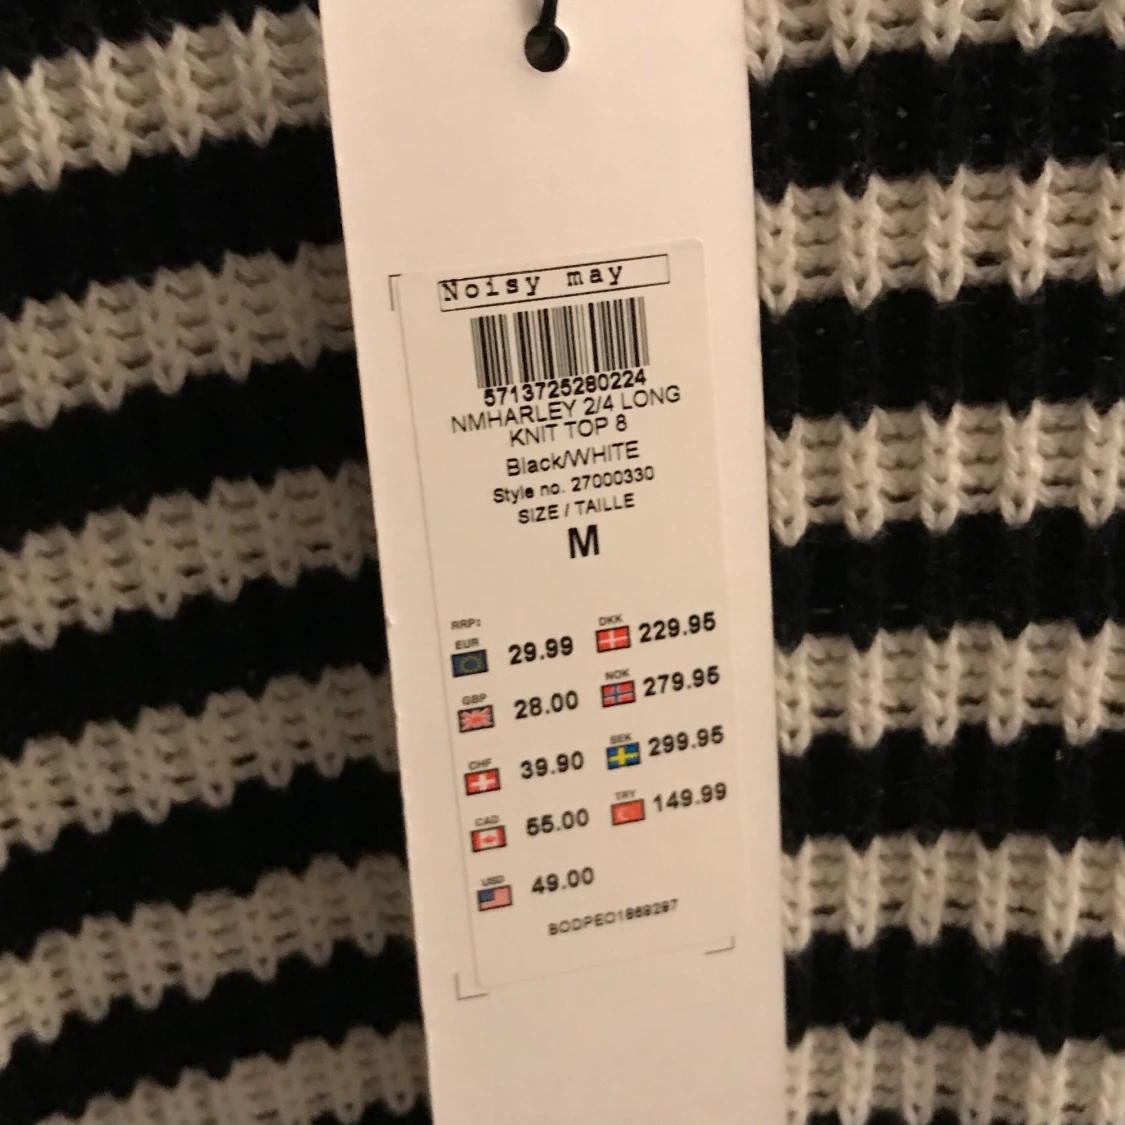 Noisy may
5713725280224
NMHARLEY 2/4 LONG
KNIT TOP 8
Black/WHITE
Style no. 27000330
SIZE / TAILLE
M
RRP:
EUR 29.99 DKK 229.95
GBP 28.00 NOK 279.95
CHF 39.90 SEK 299.95
CAD 55.00 TRY 149.99
USD 49.00